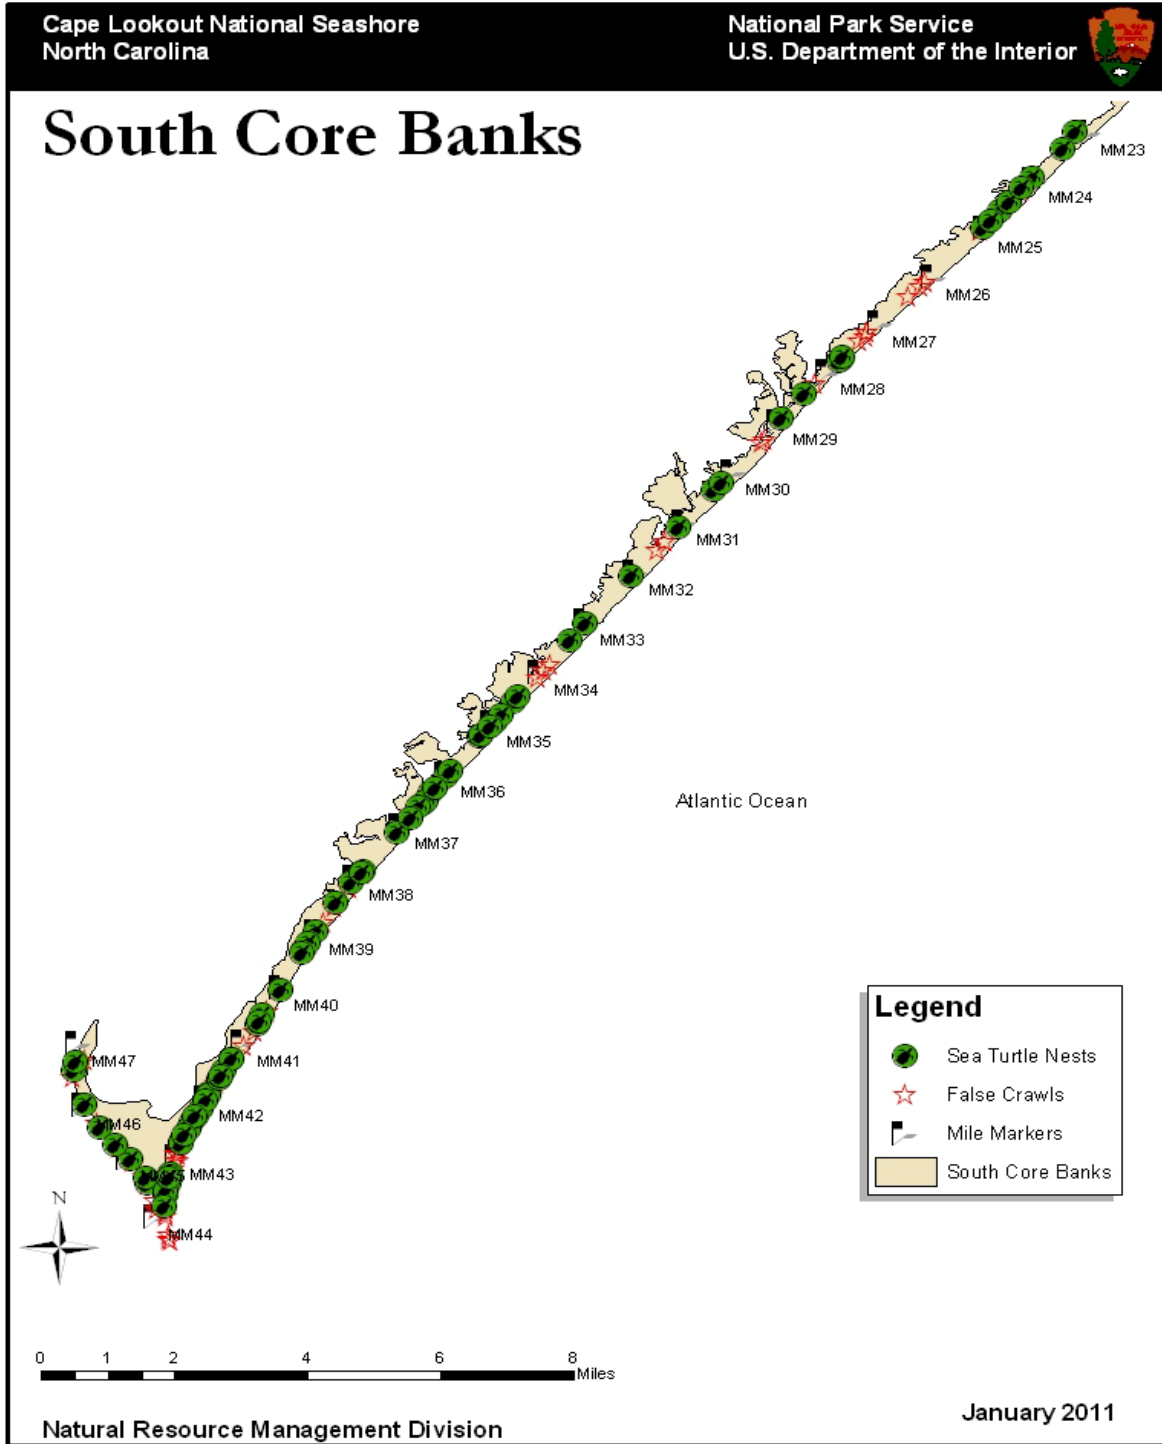 Cape Lookout National Seashore
North Carolina
National Park Service
U.S. Department of the Interior
South Core Banks
MM23
MM24
MM25
MM26
MM27
MM28
MM29
MM30
MM31
MM32
MM33
MM34
MM35
MM36
Atlantic Ocean
MM37
MM38
MM39
MM40
MM41
MM47
MM42
MM46
MM43
MM44
N
Legend
Sea Turtle Nests
False Crawls
Mile Markers
South Core Banks
0 1 2 4 6 8
Miles
January 2011
Natural Resource Management Division